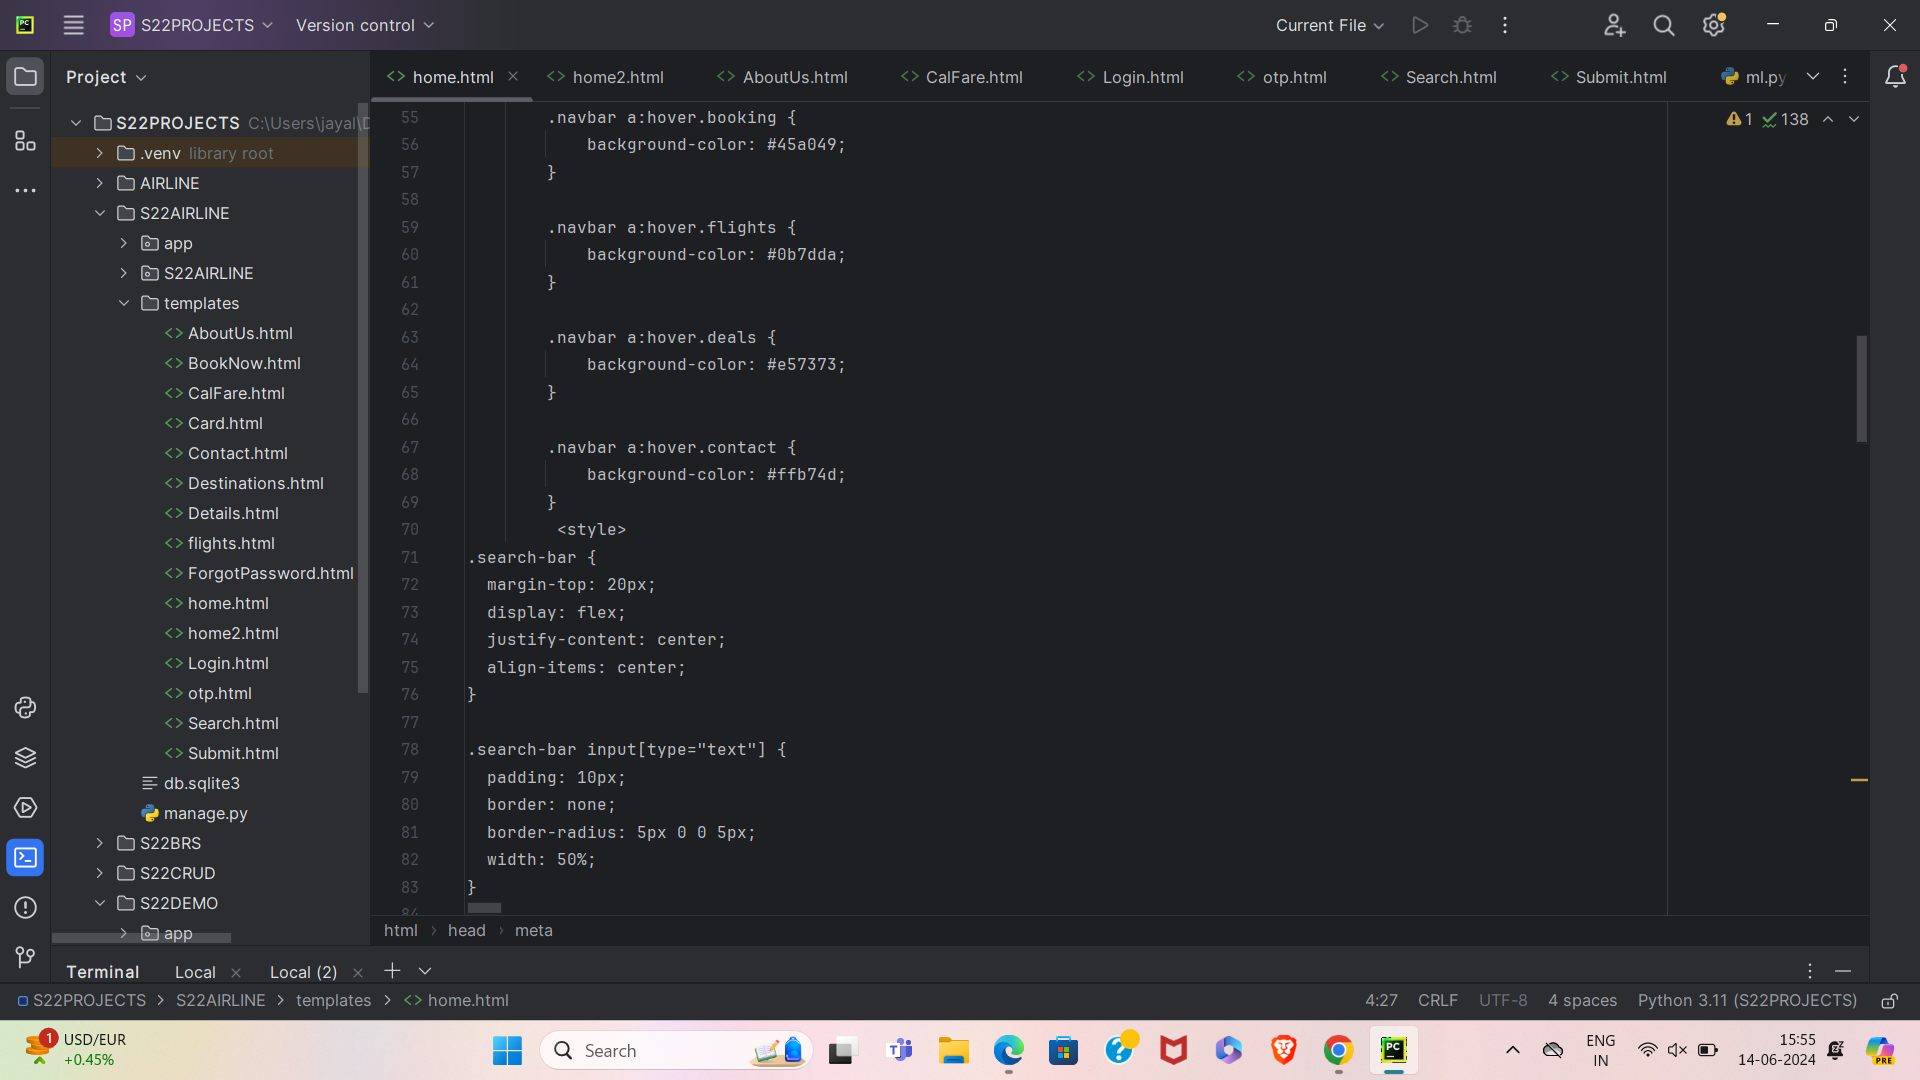 SP S22PROJECTS Version control Current File
Project
home.html home2.html AboutUs.html CalFare.html Login.html otp.html Search.html Submit.html ml.py
S22PROJECTS C:\Users\jayal\D
.venv library root
AIRLINE
S22AIRLINE
app
S22AIRLINE
templates
AboutUs.html
BookNow.html
CalFare.html
Card.html
Contact.html
Destinations.html
Details.html
flights.html
ForgotPassword.html
home.html
home2.html
Login.html
otp.html
Search.html
Submit.html
db.sqlite3
manage.py
S22BRS
S22CRUD
S22DEMO
app
1 138
55 .navbar a:hover.booking {
56 background-color: #45a049;
57 }
58
59 .navbar a:hover.flights {
60 background-color: #0b7dda;
61 }
62
63 .navbar a:hover.deals {
64 background-color: #e57373;
65 }
66
67 .navbar a:hover.contact {
68 background-color: #ffb74d;
69 }
70 <style>
71 .search-bar {
72 margin-top: 20px;
73 display: flex;
74 justify-content: center;
75 align-items: center;
76 }
77
78 .search-bar input[type="text"] {
79 padding: 10px;
80 border: none;
81 border-radius: 5px 0 0 5px;
82 width: 50%;
83 }
84
html > head > meta
Terminal Local Local (2)
S22PROJECTS > S22AIRLINE > templates > home.html 4:27 CRLF UTF-8 4 spaces Python 3.11 (S22PROJECTS)
1 USD/EUR
+0.45%
Search
PC
PRE
ENG
IN
15:55
14-06-2024